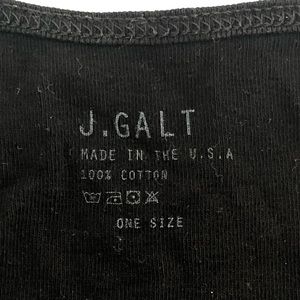 J.GALT
MADE IN THE U.S.A
100% COTTON
ONE SIZE